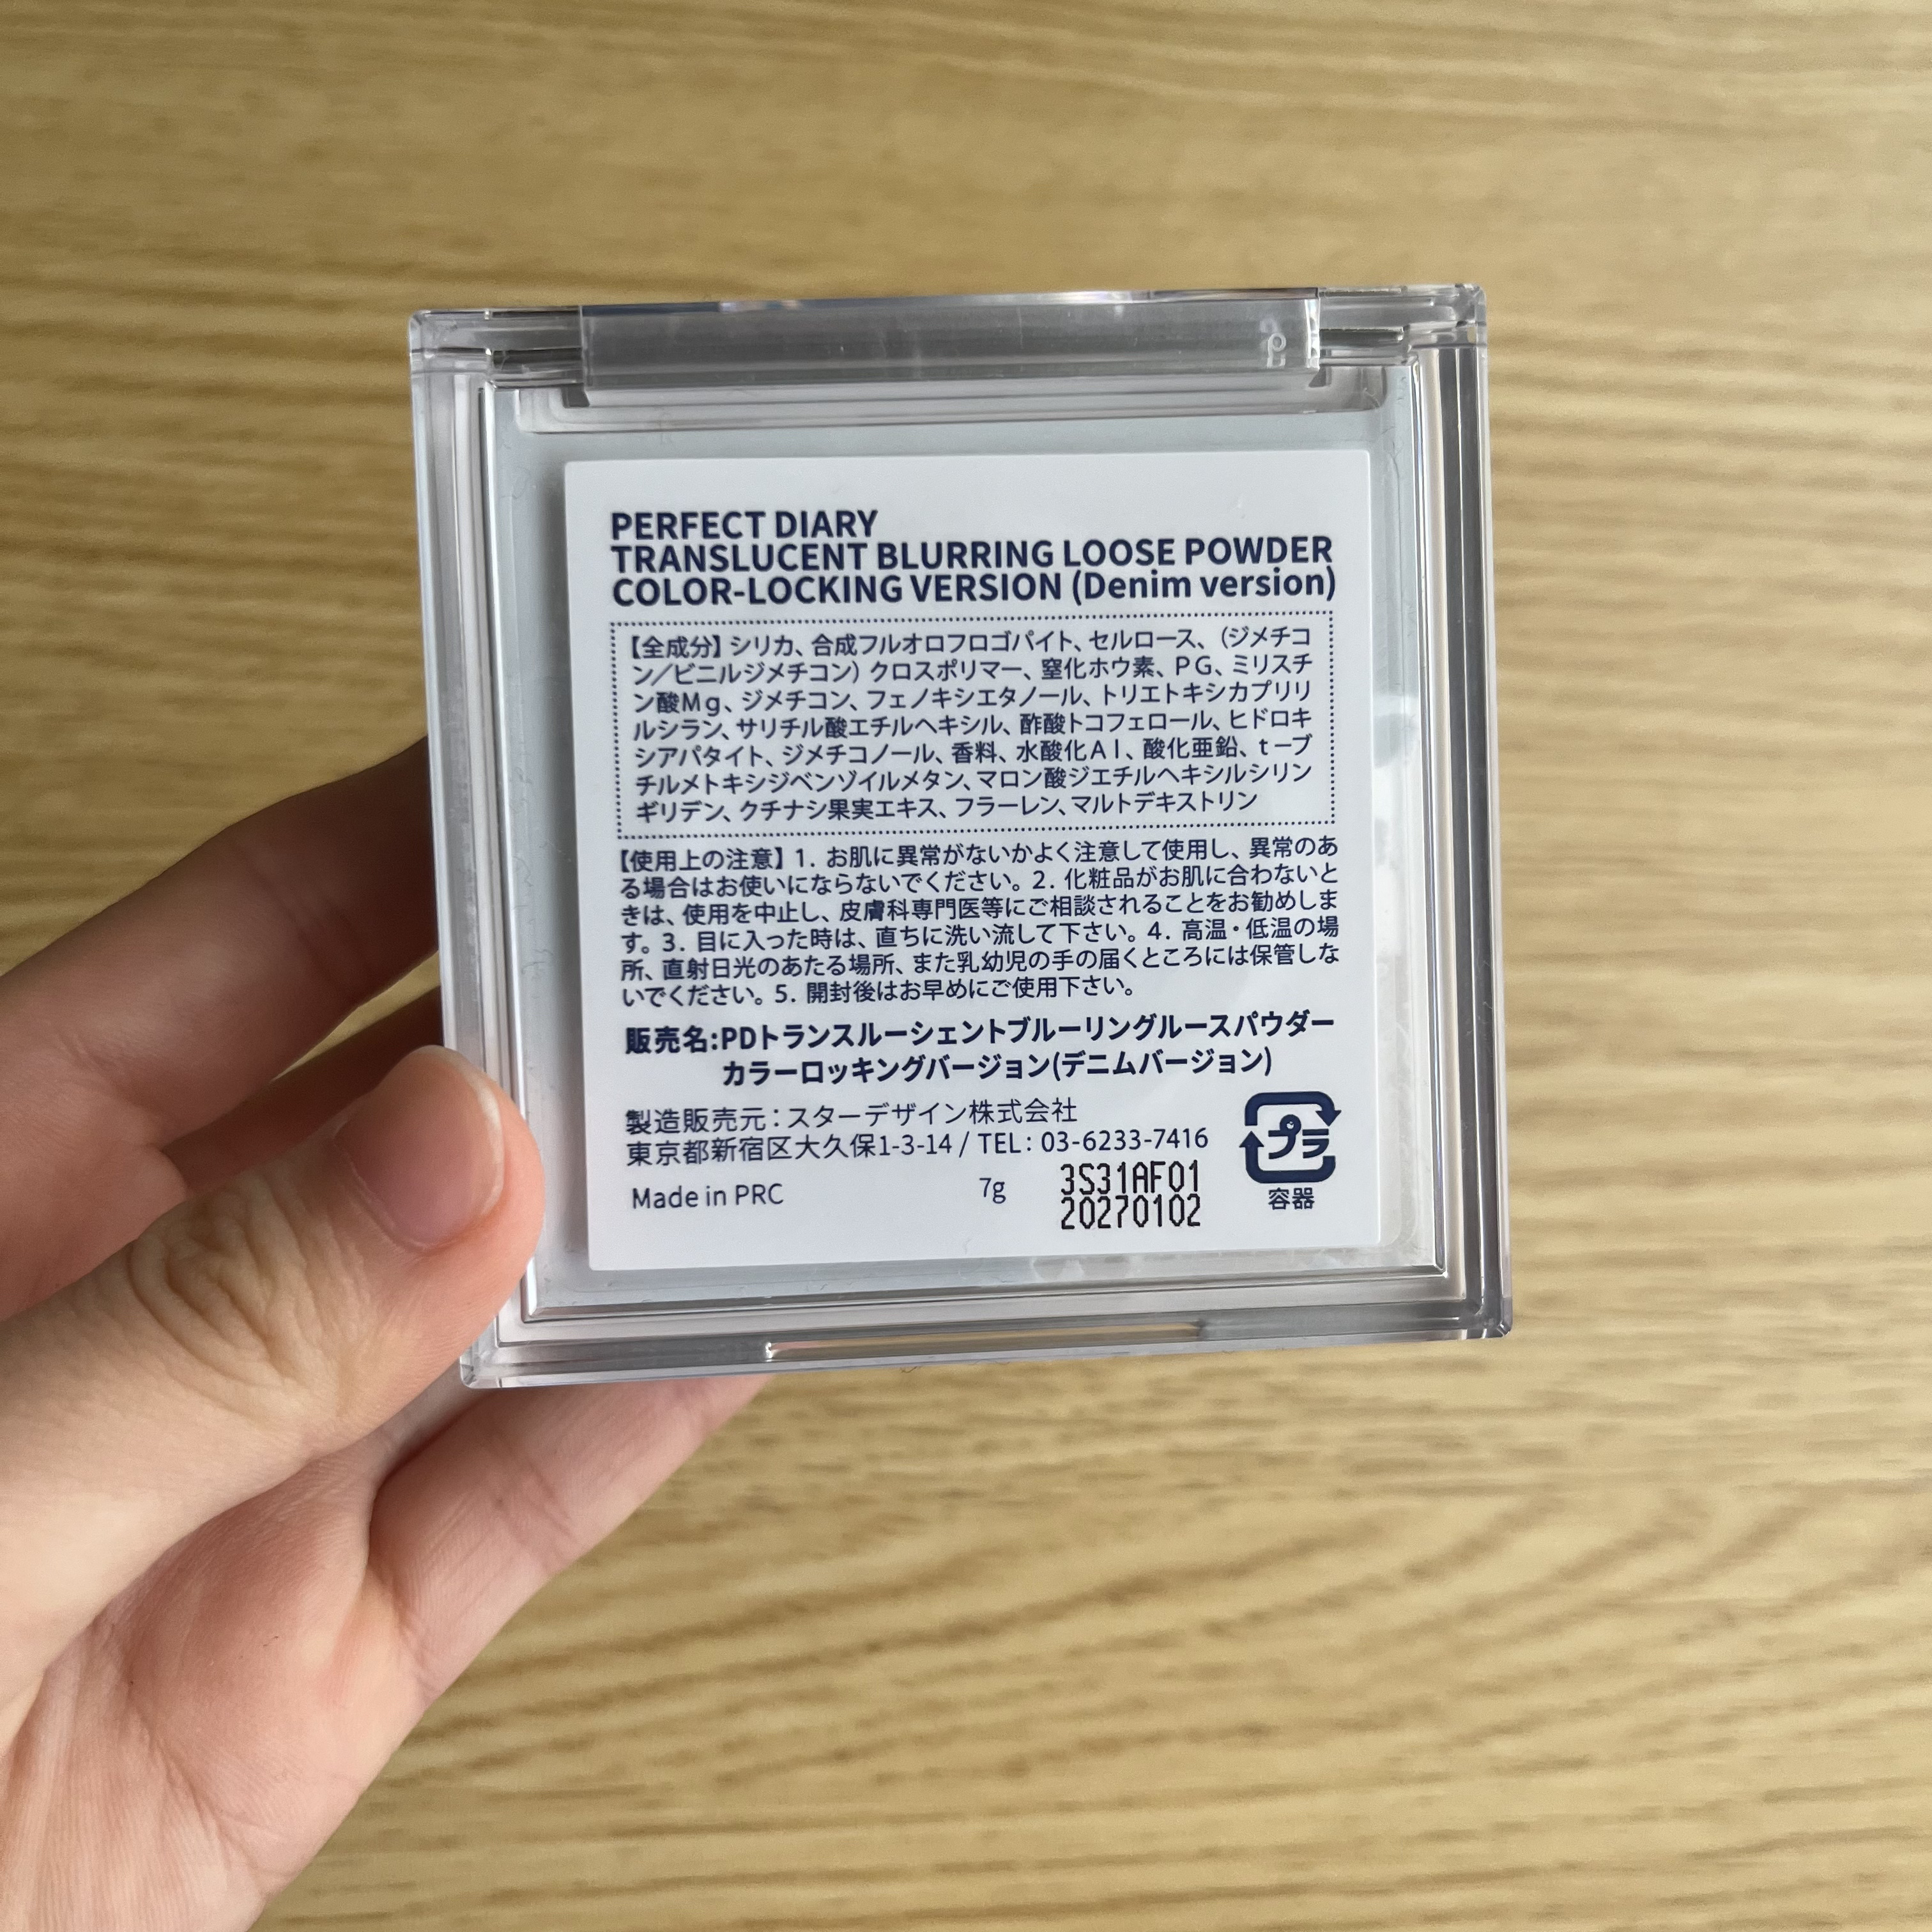 PERFECT DIARY
TRANSLUCENT BLURRING LOOSE POWDER
COLOR-LOCKING VERSION (Denim version)
【全成分】シリカ、合成フルオロフロゴパイト、セルロース、（ジメチコ
ン／ビニルジメチコン）クロスポリマー、窒化ホウ素、ＰＧ、ミリスチ
ン酸Ｍｇ、ジメチコン、フェノキシエタノール、トリエトキシカプリリ
ルシラン、サリチル酸エチルヘキシル、酢酸トコフェロール、ヒドロキ
シアパタイト、ジメチコノール、香料、水酸化Ａｌ、酸化亜鉛、ｔ－ブ
チルメトキシジベンゾイルメタン、マロン酸ジエチルヘキシルシリン
ギリデン、クチナシ果実エキス、フラーレン、マルトデキストリン
【使用上の注意】1. お肌に異常がないかよく注意して使用し、異常のあ
る場合はお使いにならないでください。2. 化粧品がお肌に合わないと
きは、使用を中止し、皮膚科専門医等にご相談されることをお勧めしま
す。3. 目に入った時は、直ちに洗い流して下さい。4. 高温・低温の場
所、直射日光のあたる場所、また乳幼児の手の届くところには保管しな
いでください。5. 開封後はお早めにご使用下さい。
販売名:PDトランスルーシェントブルーリングルースパウダー
カラーロッキングバージョン(デニムバージョン)
製造販売元：スターデザイン株式会社
東京都新宿区大久保1-3-14 / TEL : 03-6233-7416
Made in PRC
7g
3S31AF01
20270102
プラ
容器